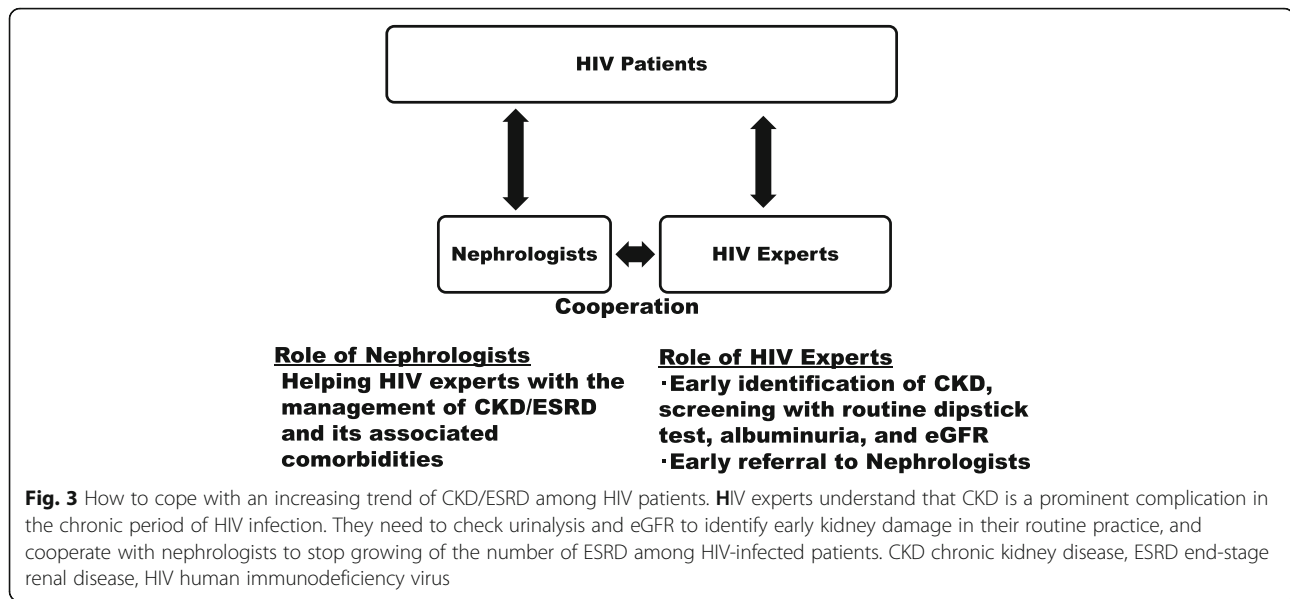 HIV Patients
Nephrologists
HIV Experts
Cooperation
Role of Nephrologists
Helping HIV experts with the
management of CKD/ESRD
and its associated
comorbidities
Role of HIV Experts
・Early identification of CKD,
screening with routine dipstick
test, albuminuria, and eGFR
・Early referral to Nephrologists
Fig. 3 How to cope with an increasing trend of CKD/ESRD among HIV patients. HIV experts understand that CKD is a prominent complication in
the chronic period of HIV infection. They need to check urinalysis and eGFR to identify early kidney damage in their routine practice, and
cooperate with nephrologists to stop growing of the number of ESRD among HIV-infected patients. CKD chronic kidney disease, ESRD end-stage
renal disease, HIV human immunodeficiency virus